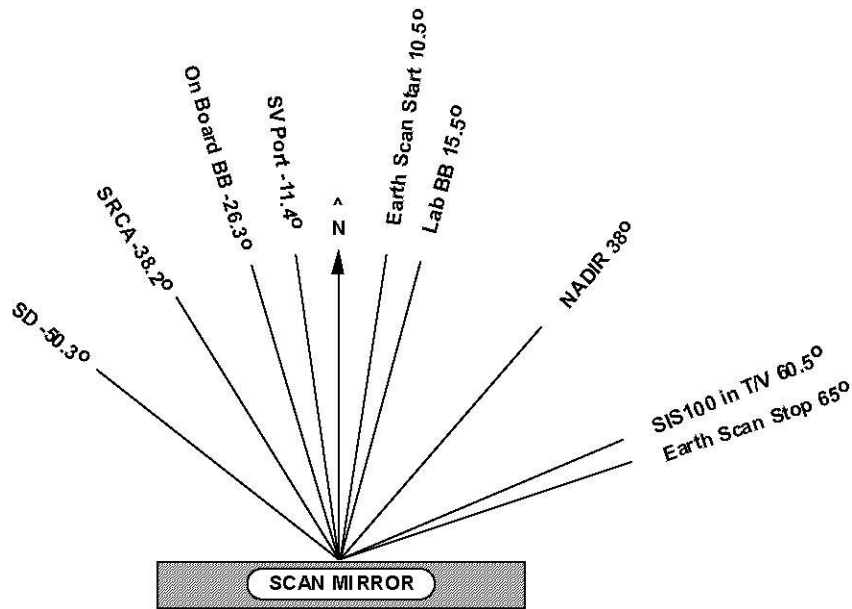 SD -50.3º
SRCA -38.2º
On Board BB -26.3º
SV Port -11.4º
^
N
Earth Scan Start 10.5º
Lab BB 15.5º
NADIR 38º
SIS100 in T/V 60.5º
Earth Scan Stop 65º
SCAN MIRROR